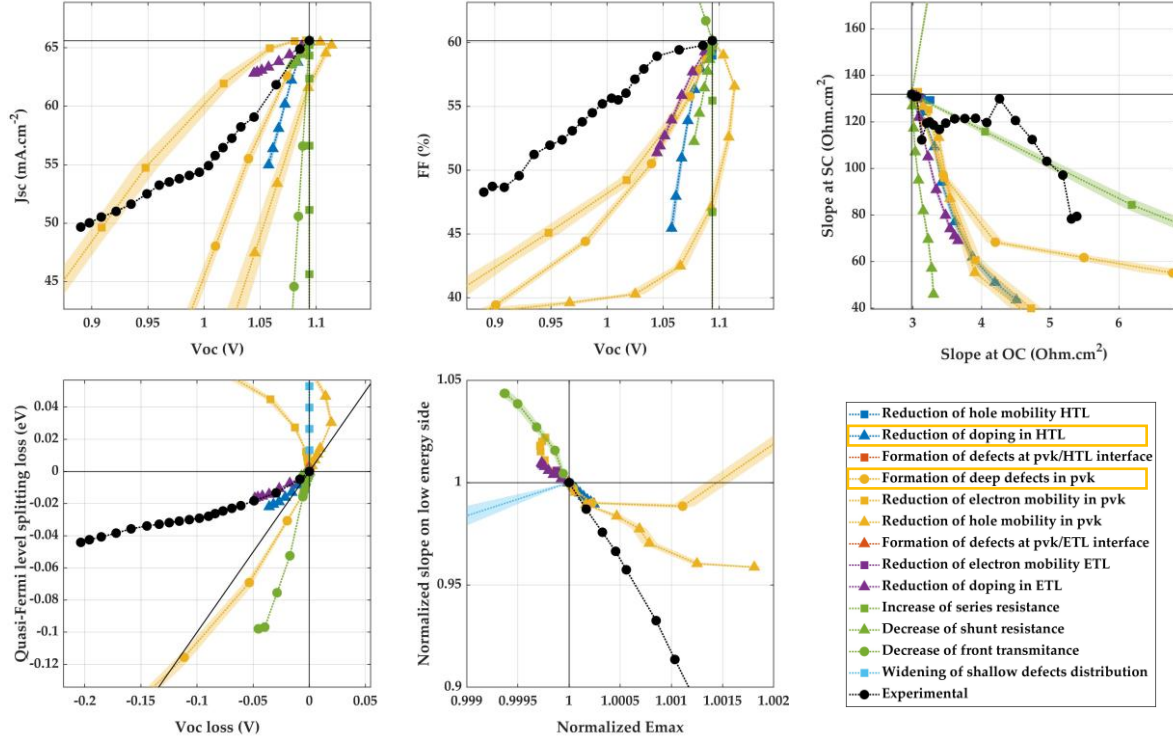 65
60
55
50
45
Jsc (mA.cm-2)
0.9
0.95
1
1.05
1.1
Voc (V)
60
55
50
45
40
FF (%)
0.9
0.95
1
1.05
1.1
Voc (V)
160
140
120
100
80
60
40
Slope at SC (Ohm.cm²)
3
4
5
6
Slope at OC (Ohm.cm²)
0.04
0.02
0
-0.02
-0.04
-0.06
-0.08
-0.1
-0.12
Quasi-Fermi level splitting loss (eV)
-0.2
-0.15
-0.1
-0.05
0
0.05
Voc loss (V)
1.05
1
0.95
0.9
Normalized slope on low energy side
0.999
0.9995
1
1.0005
1.001
1.0015
1.002
Normalized Emax
Reduction of hole mobility HTL
Reduction of doping in HTL
Formation of defects at pvk/HTL interface
Formation of deep defects in pvk
Reduction of electron mobility in pvk
Reduction of hole mobility in pvk
Formation of defects at pvk/ETL interface
Reduction of electron mobility ETL
Reduction of doping in ETL
Increase of series resistance
Decrease of shunt resistance
Decrease of front transmitance
Widening of shallow defects distribution
Experimental